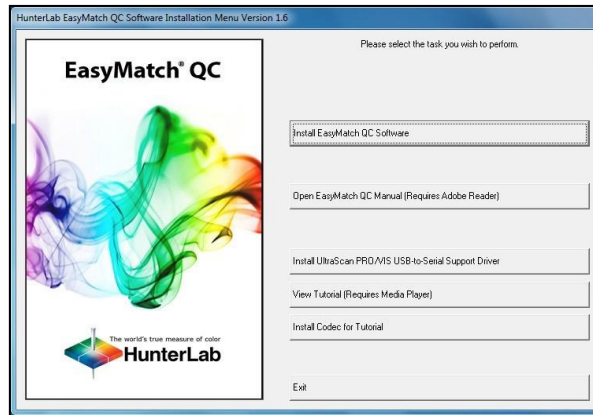 HunterLab EasyMatch QC Software Installation Menu Version 1.6
Please select the task you wish to perform.
EasyMatch® QC
Install EasyMatch QC Software
Open EasyMatch QC Manual (Requires Adobe Reader)
Install UltraScan PRO/VIS USB-to-Serial Support Driver
View Tutorial (Requires Media Player)
Install Codec for Tutorial
The world's true measure of color
HunterLab
Exit